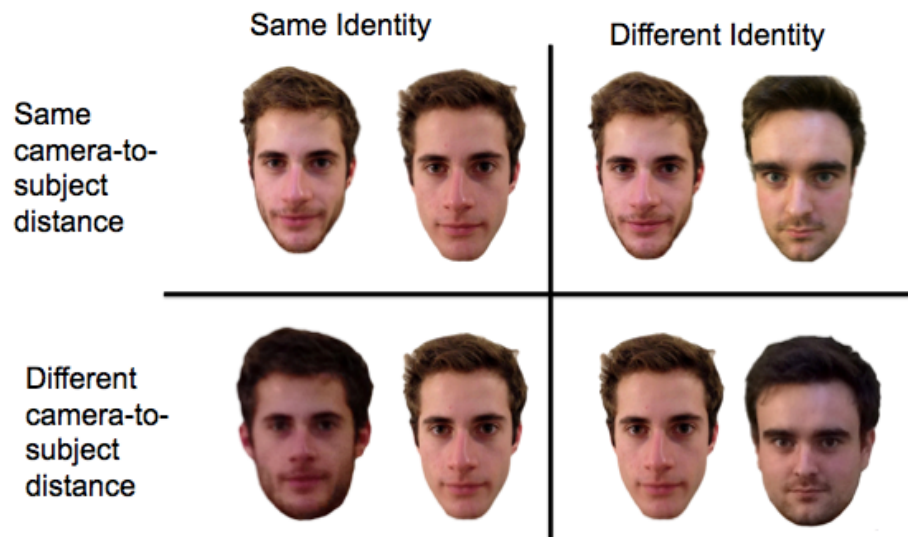 Same Identity
Different Identity
Same
camera-to-
subject
distance
Different
camera-to-
subject
distance